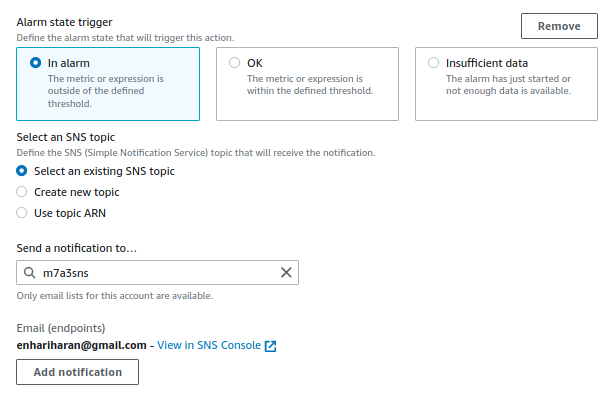 Alarm state trigger
Remove
Define the alarm state that will trigger this action.
In alarm
The metric or expression is
outside of the defined
threshold.
OK
The metric or expression is
within the defined threshold.
Insufficient data
The alarm has just started or
not enough data is available.
Select an SNS topic
Define the SNS (Simple Notification Service) topic that will receive the notification.
Select an existing SNS topic
Create new topic
Use topic ARN
Send a notification to…
m7a3sns
Only email lists for this account are available.
Email (endpoints)
enhariharan@gmail.com - View in SNS Console
Add notification